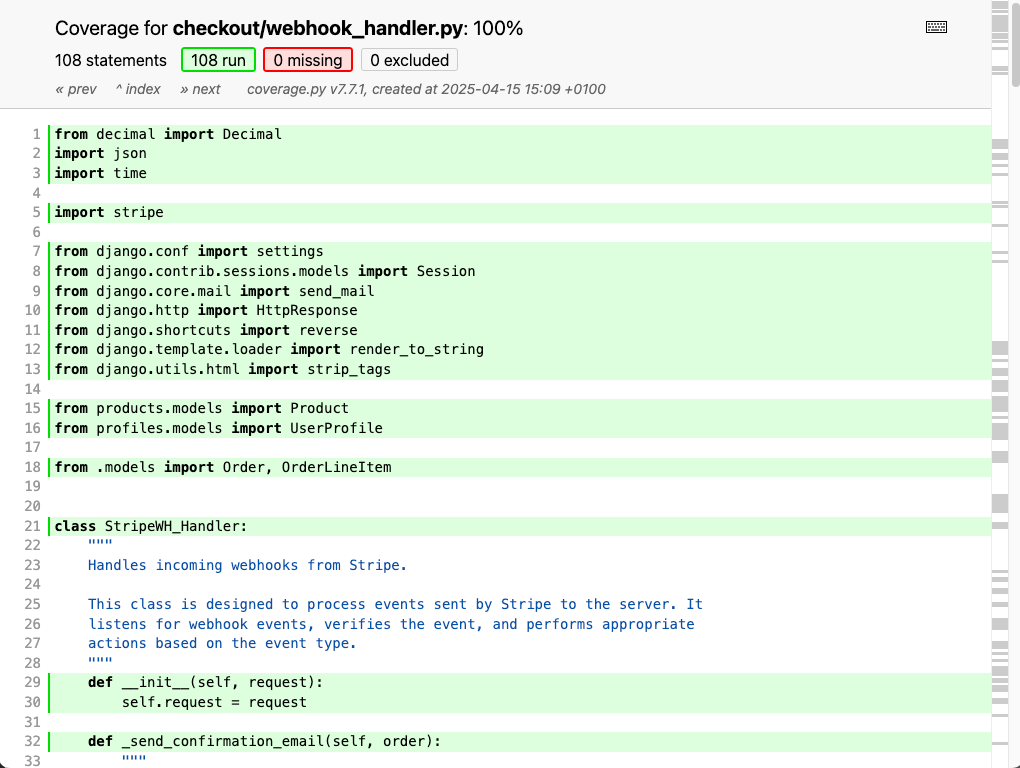 Coverage for checkout/webhook_handler.py: 100%
108 statements 108 run 0 missing 0 excluded
« prev ^ index » next coverage.py v7.7.1, created at 2025-04-15 15:09 +0100
1 from decimal import Decimal
2 import json
3 import time
4
5 import stripe
6
7 from django.conf import settings
8 from django.contrib.sessions.models import Session
9 from django.core.mail import send_mail
10 from django.http import HttpResponse
11 from django.shortcuts import reverse
12 from django.template.loader import render_to_string
13 from django.utils.html import strip_tags
14
15 from products.models import Product
16 from profiles.models import UserProfile
17
18 from .models import Order, OrderLineItem
19
20
21 class StripeWH_Handler:
22     """
23     Handles incoming webhooks from Stripe.
24
25     This class is designed to process events sent by Stripe to the server. It
26     listens for webhook events, verifies the event, and performs appropriate
27     actions based on the event type.
28     """
29     def __init__(self, request):
30         self.request = request
31
32     def _send_confirmation_email(self, order):
33         """